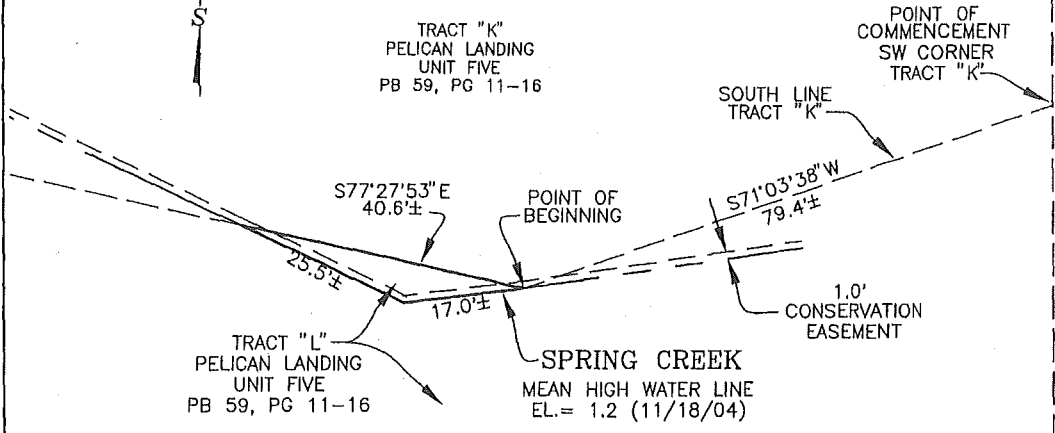 S
TRACT "K"
PELICAN LANDING
UNIT FIVE
PB 59, PG 11-16
POINT OF
COMMENCEMENT
SW CORNER
TRACT "K"
SOUTH LINE
TRACT "K"
S77°27'53"E
40.6'±
POINT OF
BEGINNING
S71°03'38"W
79.4'±
25.5'±
17.0'±
1.0'
CONSERVATION
EASEMENT
TRACT "L"
PELICAN LANDING
UNIT FIVE
PB 59, PG 11-16
SPRING CREEK
MEAN HIGH WATER LINE
EL.= 1.2 (11/18/04)